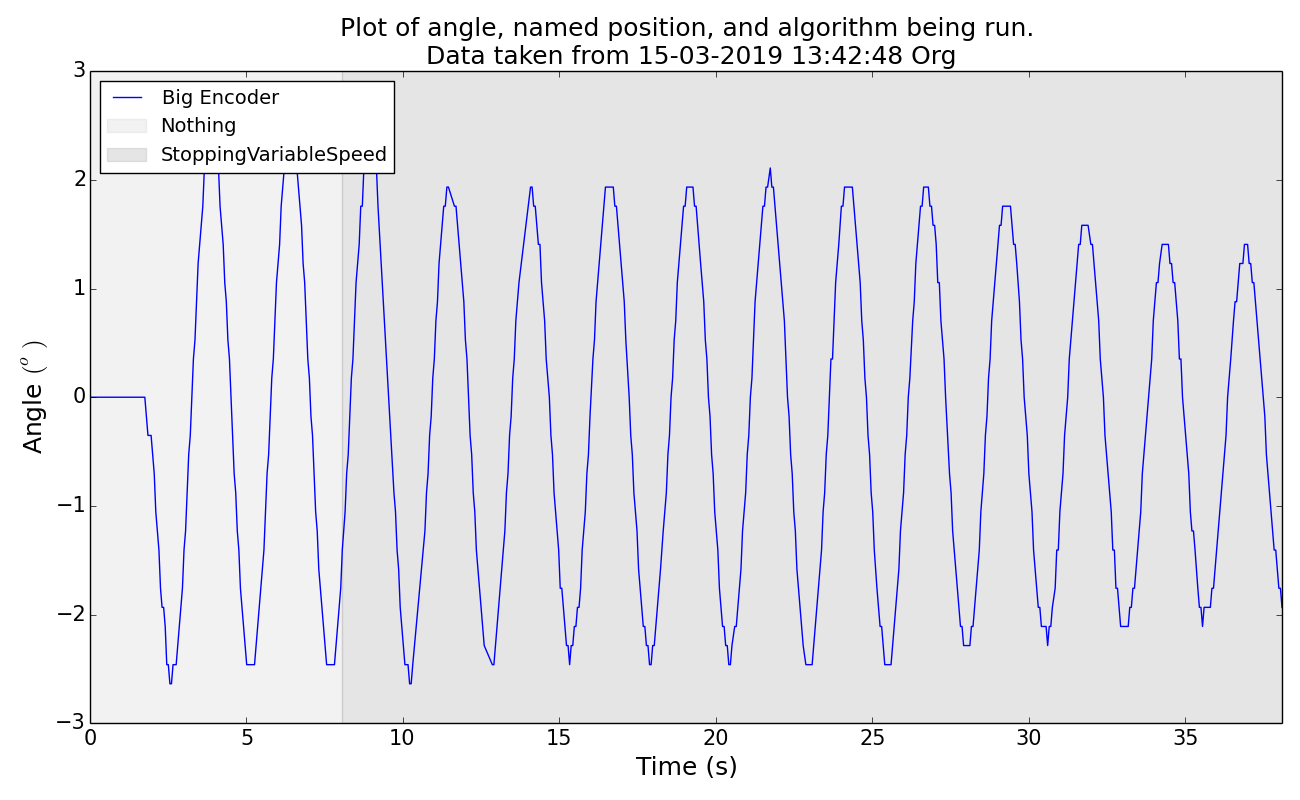 Plot of angle, named position, and algorithm being run.
Data taken from 15-03-2019 13:42:48 Org
Big Encoder
Nothing
StoppingVariableSpeed
3
2
1
0
−1
−2
−3
Angle (°)
0 5 10 15 20 25 30 35
Time (s)